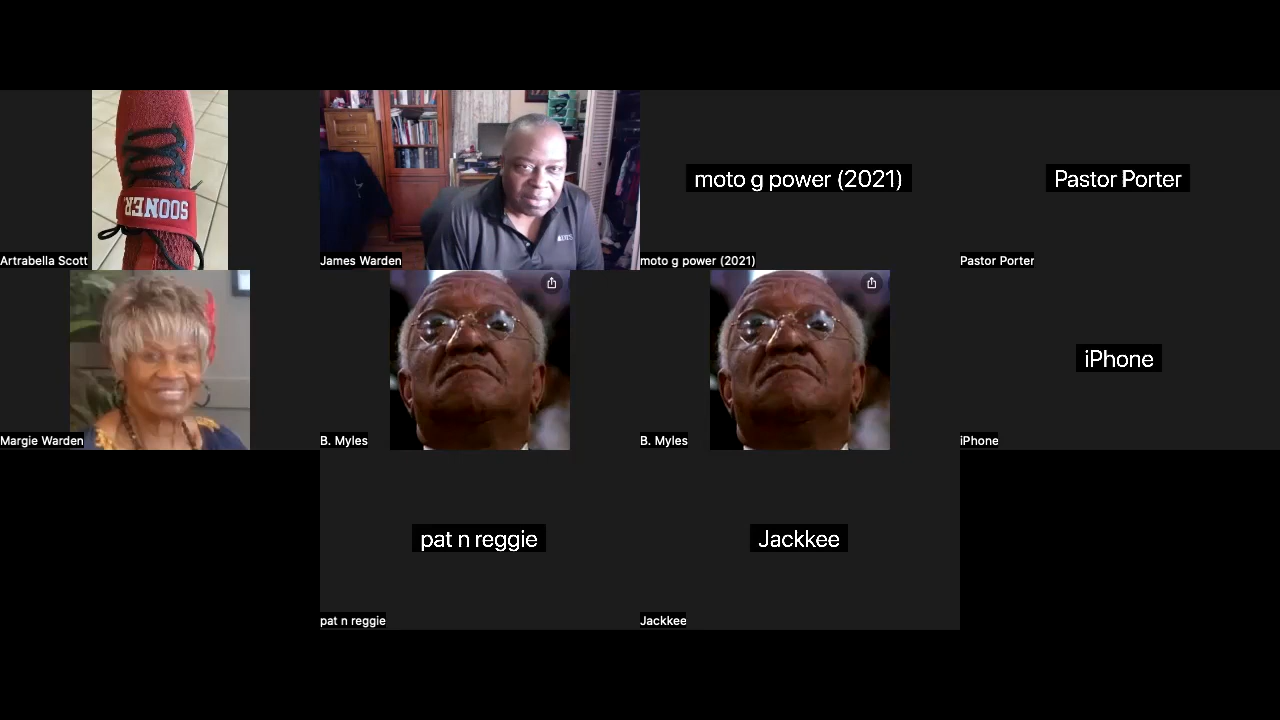 SOONER
moto g power (2021)
Pastor Porter
Artrabella Scott
James Warden
moto g power (2021)
Pastor Porter
iPhone
Margie Warden
B. Myles
B. Myles
iPhone
pat n reggie
Jackkee
pat n reggie
Jackkee